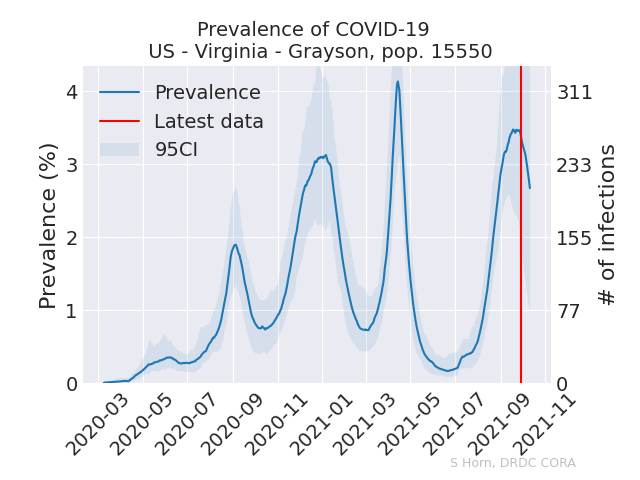 Prevalence of COVID-19
US - Virginia - Grayson, pop. 15550
Prevalence
Latest data
95CI
Prevalence (%)
4
3
2
1
0
311
233
155
77
0
# of infections
2020-03
2020-05
2020-07
2020-09
2020-11
2021-01
2021-03
2021-05
2021-07
2021-09
2021-11
S Horn, DRDC CORA